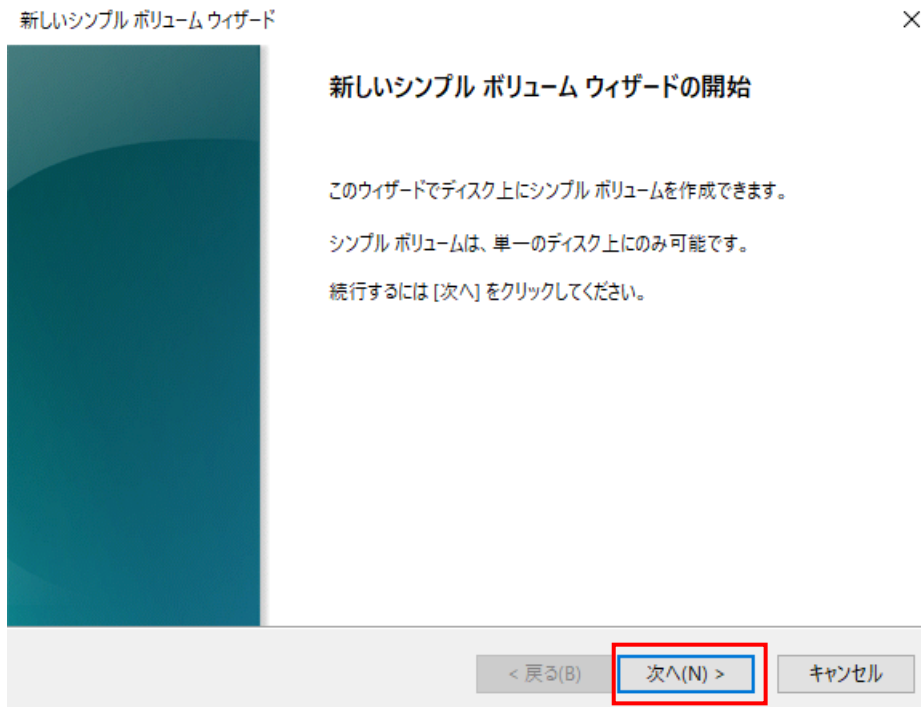 新しいシンプル ボリューム ウィザード
新しいシンプル ボリューム ウィザードの開始
このウィザードでディスク上にシンプル ボリュームを作成できます。
シンプル ボリュームは、単一のディスク上にのみ可能です。
続行するには [次へ] をクリックしてください。
< 戻る(B)
次へ(N) >
キャンセル